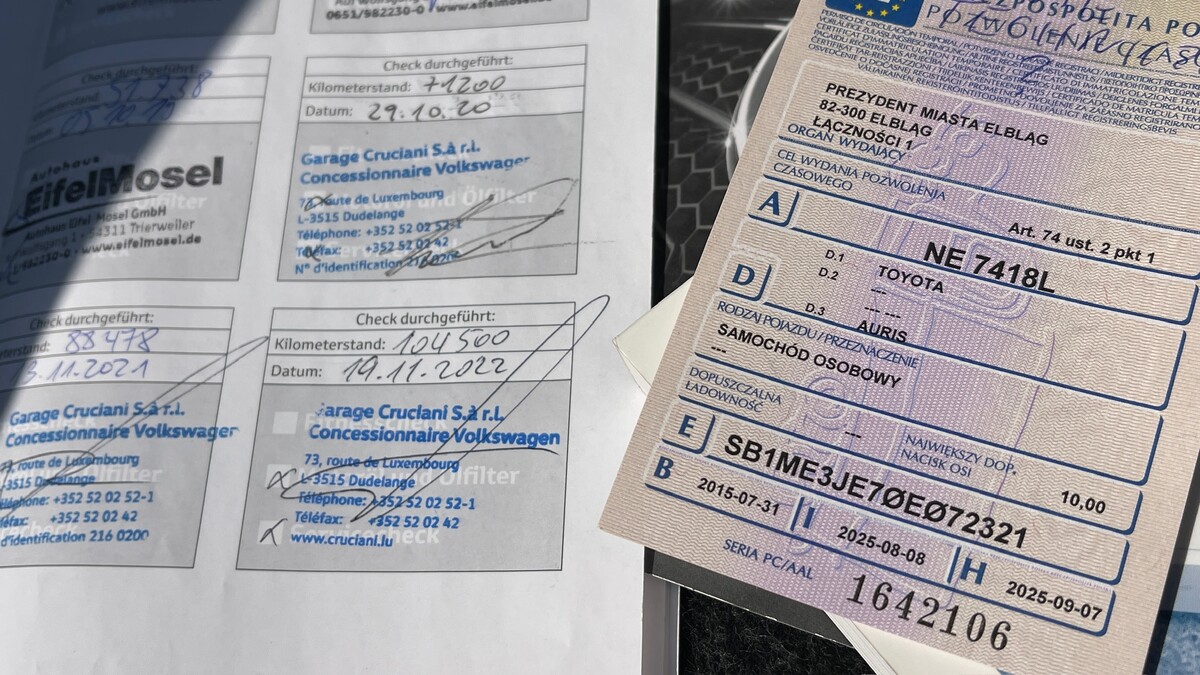 0651/982230-0 / www.eifelmosel.de
Check durchgeführt:
Autohaus
EifelMosel
Autohaus Eifel-Mosel GmbH
54311 Trierweiler
www.eifelmosel.de
Check durchgeführt:
Kilometerstand: 71200
Datum: 29.10.20
Garage Cruciani S.à r.l.
Concessionnaire Volkswagen
73, route de Luxembourg
L-3515 Dudelange
Téléphone: +352 52 02 52-1
Téléfax: +352 52 02 42
N° d'identification
Check durchgeführt:
88478
11.2021
Garage Cruciani S.à r.l.
Concessionnaire Volkswagen
route de Luxembourg
3515 Dudelange
+352 52 02 52-1
+352 52 02 42
d'identification 216 0200
Check durchgeführt:
Kilometerstand: 104500
Datum: 19.11.2022
arage Cruciani S.à r.l.
Concessionnaire Volkswagen
73, route de Luxembourg
L-3515 Dudelange
Ölfilter
Téléphone: +352 52 02 52-1
Téléfax: +352 52 02 42
www.cruciani.lu
PREZYDENT MIASTA ELBLĄG
82-300 ELBLĄG
ŁĄCZNOŚCI 1
ORGAN WYDAJĄCY
CEL WYDANIA POZWOLENIA
CZASOWEGO
Art. 74 ust. 2 pkt 1
A
NE 7418L
D
D.1 TOYOTA
D.2 ---
--- ---
D.3 AURIS
RODZAJ POJAZDU/PRZEZNACZENIE
SAMOCHÓD OSOBOWY
---
DOPUSZCZALNA
ŁADOWNOŚĆ
---
NAJWIĘKSZY DOP.
NACISK OSI
10,00
E SB1ME3JE7ØEØ72321
B 2015-07-31 I 2025-08-08 H 2025-09-07
SERIA PC/AAL 1642106